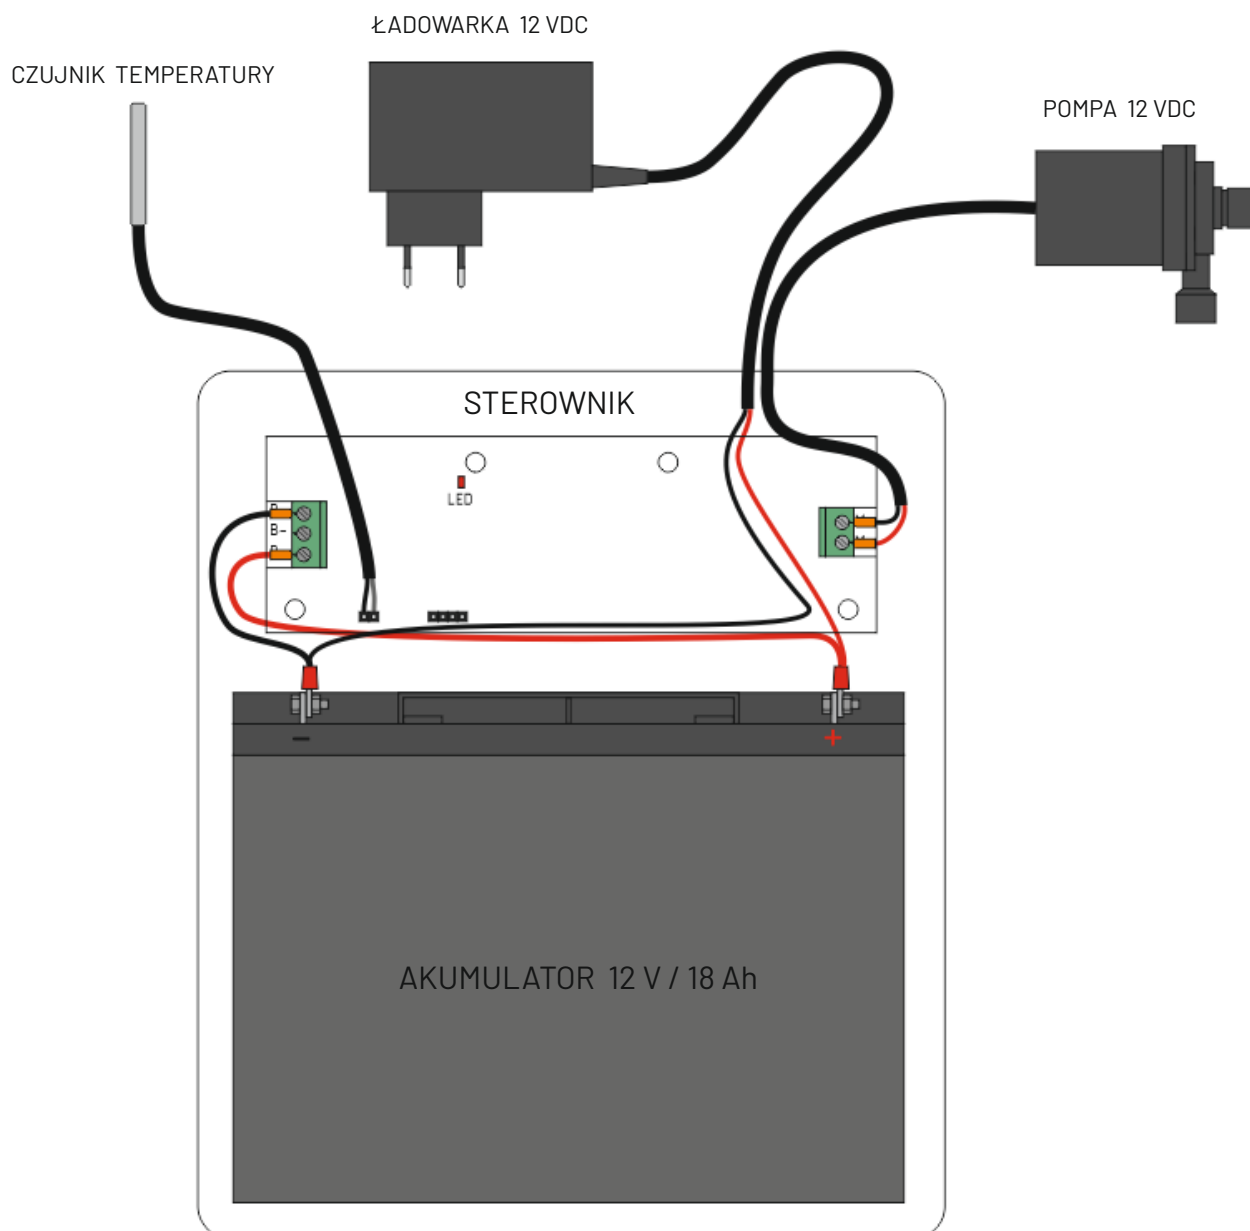 ŁADOWARKA 12 VDC
CZUJNIK TEMPERATURY
POMPA 12 VDC
STEROWNIK
LED
B-
AKUMULATOR 12 V / 18 Ah